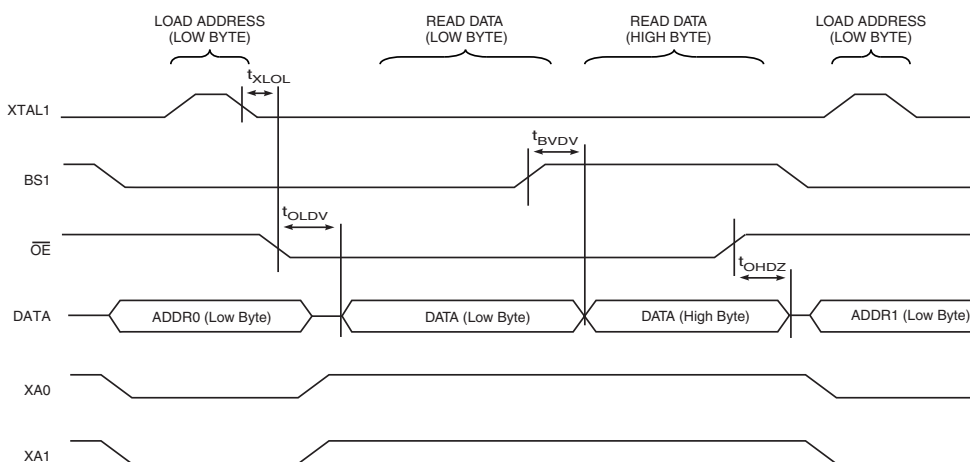 LOAD ADDRESS
(LOW BYTE)
READ DATA
(LOW BYTE)
READ DATA
(HIGH BYTE)
LOAD ADDRESS
(LOW BYTE)
tXLOL
XTAL1
tBVDV
BS1
tOLDV
OE
tOHDZ
DATA
ADDR0 (Low Byte)
DATA (Low Byte)
DATA (High Byte)
ADDR1 (Low Byte)
XA0
XA1